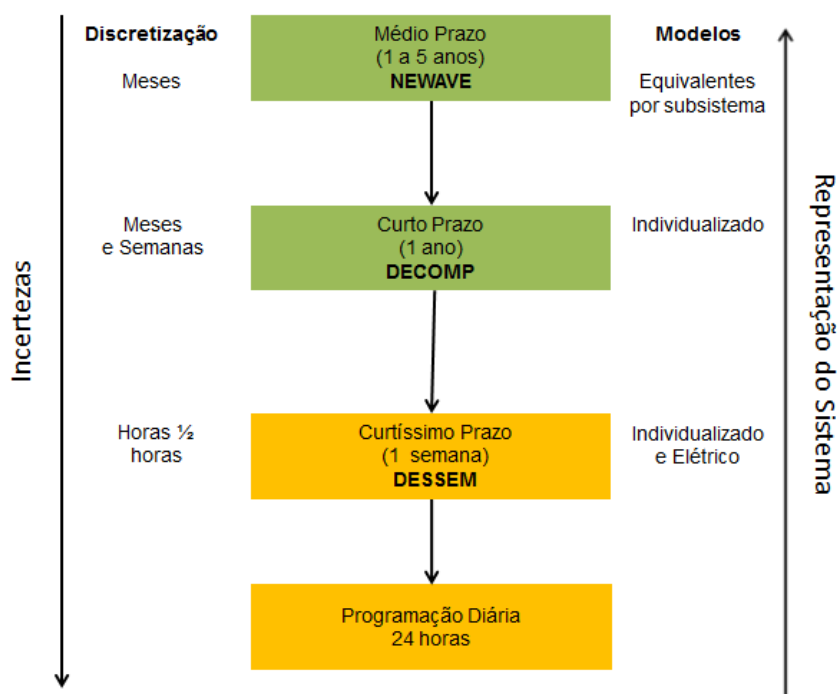 Discretização
Médio Prazo
(1 a 5 anos)
NEWAVE
Modelos
Meses
Equivalentes
por subsistema
Meses
e Semanas
Curto Prazo
(1 ano)
DECOMP
Individualizado
Horas ½
horas
Curtíssimo Prazo
(1 semana)
DESSEM
Individualizado
e Elétrico
Programação Diária
24 horas
Incertezas
Representação do Sistema